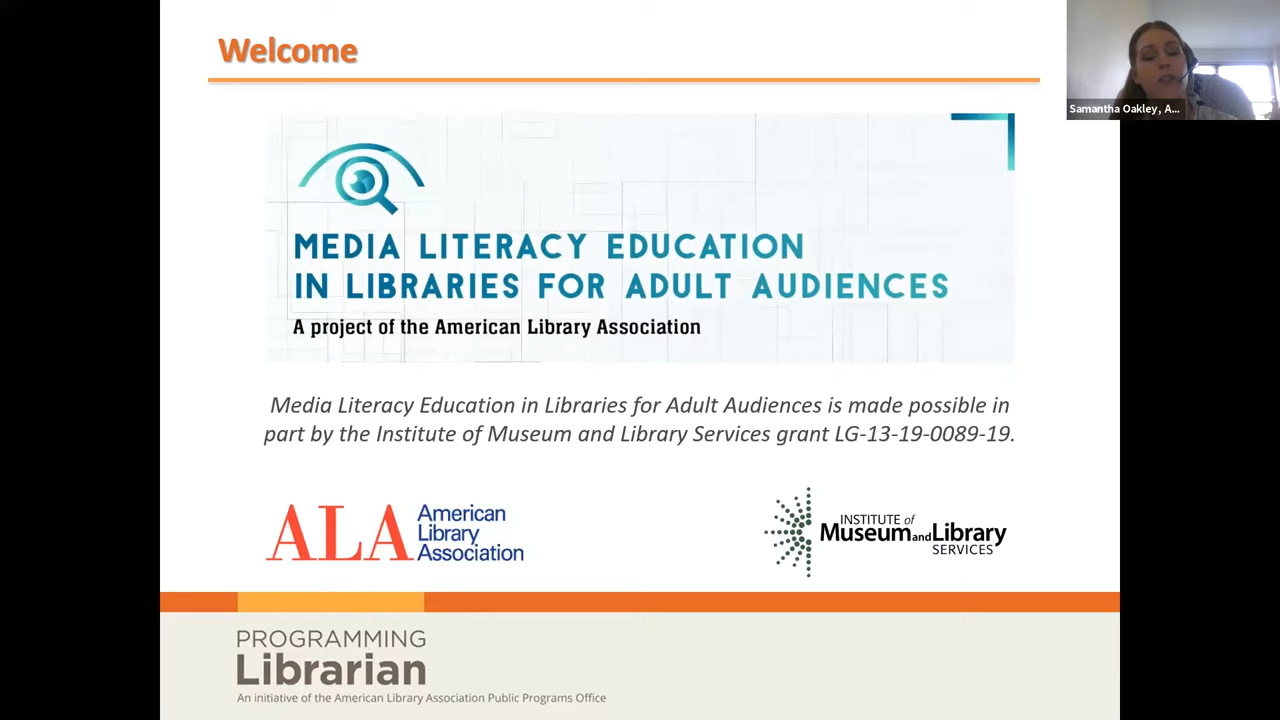 Welcome
Samantha Oakley, A...
MEDIA LITERACY EDUCATION
IN LIBRARIES FOR ADULT AUDIENCES
A project of the American Library Association
Media Literacy Education in Libraries for Adult Audiences is made possible in
part by the Institute of Museum and Library Services grant LG-13-19-0089-19.
ALA American
Library
Association
INSTITUTE of
Museum and Library
SERVICES
PROGRAMMING
Librarian
An initiative of the American Library Association Public Programs Office